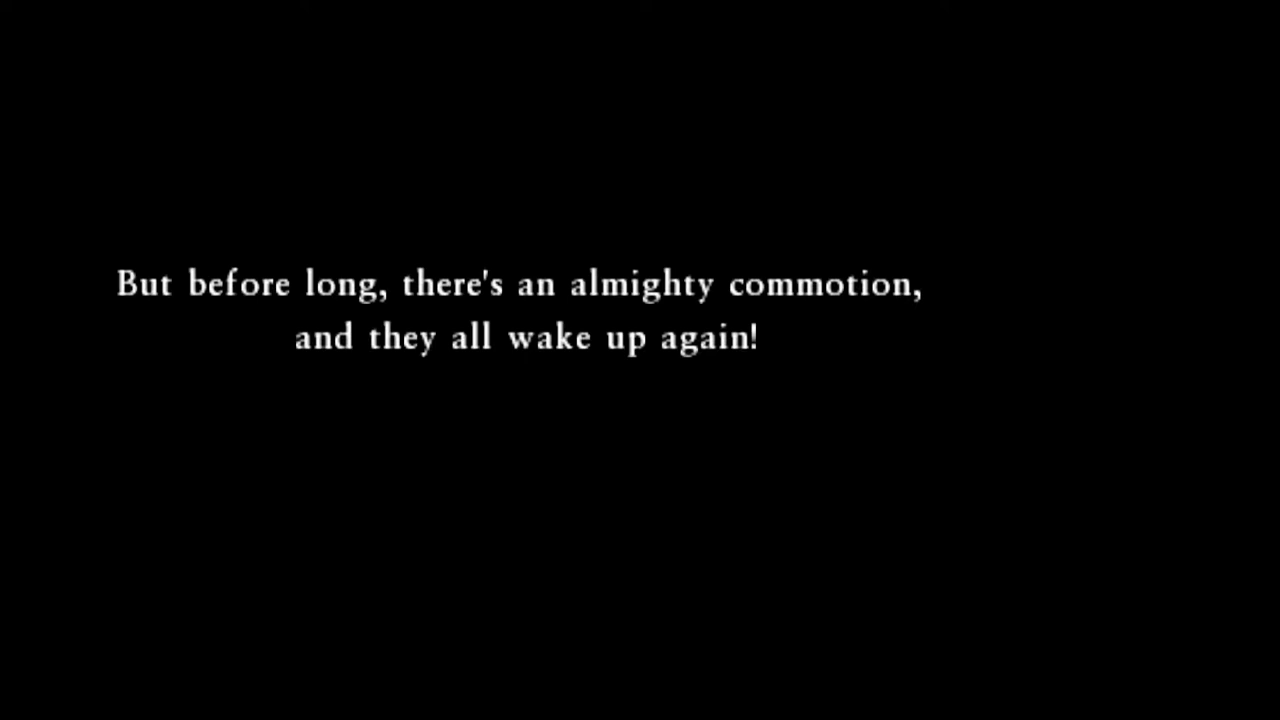 But before long, there's an almighty commotion,
and they all wake up again!